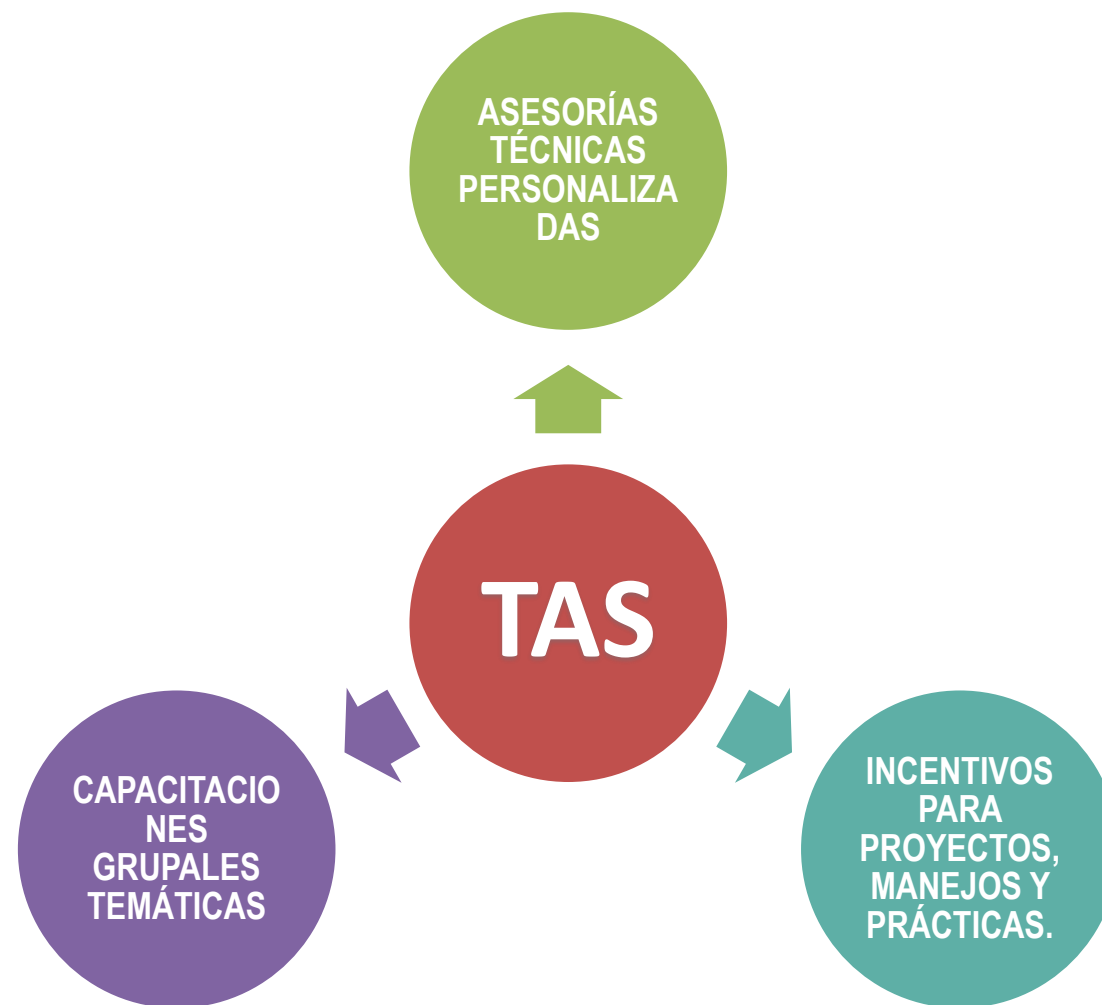 ASESORÍAS
TÉCNICAS
PERSONALIZA
DAS
TAS
CAPACITACIO
NES
GRUPALES
TEMÁTICAS
INCENTIVOS
PARA
PROYECTOS,
MANEJOS Y
PRÁCTICAS.